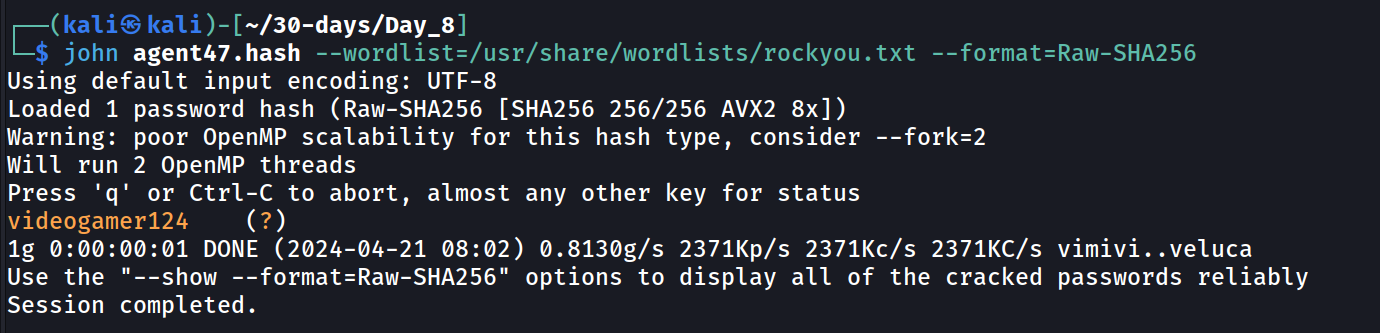 ┌──(kali㉿kali)-[~/30-days/Day_8]
└─$ john agent47.hash --wordlist=/usr/share/wordlists/rockyou.txt --format=Raw-SHA256
Using default input encoding: UTF-8
Loaded 1 password hash (Raw-SHA256 [SHA256 256/256 AVX2 8x])
Warning: poor OpenMP scalability for this hash type, consider --fork=2
Will run 2 OpenMP threads
Press 'q' or Ctrl-C to abort, almost any other key for status
videogamer124    (?)
1g 0:00:00:01 DONE (2024-04-21 08:02) 0.8130g/s 2371Kp/s 2371Kc/s 2371KC/s vimivi..veluca
Use the "--show --format=Raw-SHA256" options to display all of the cracked passwords reliably
Session completed.